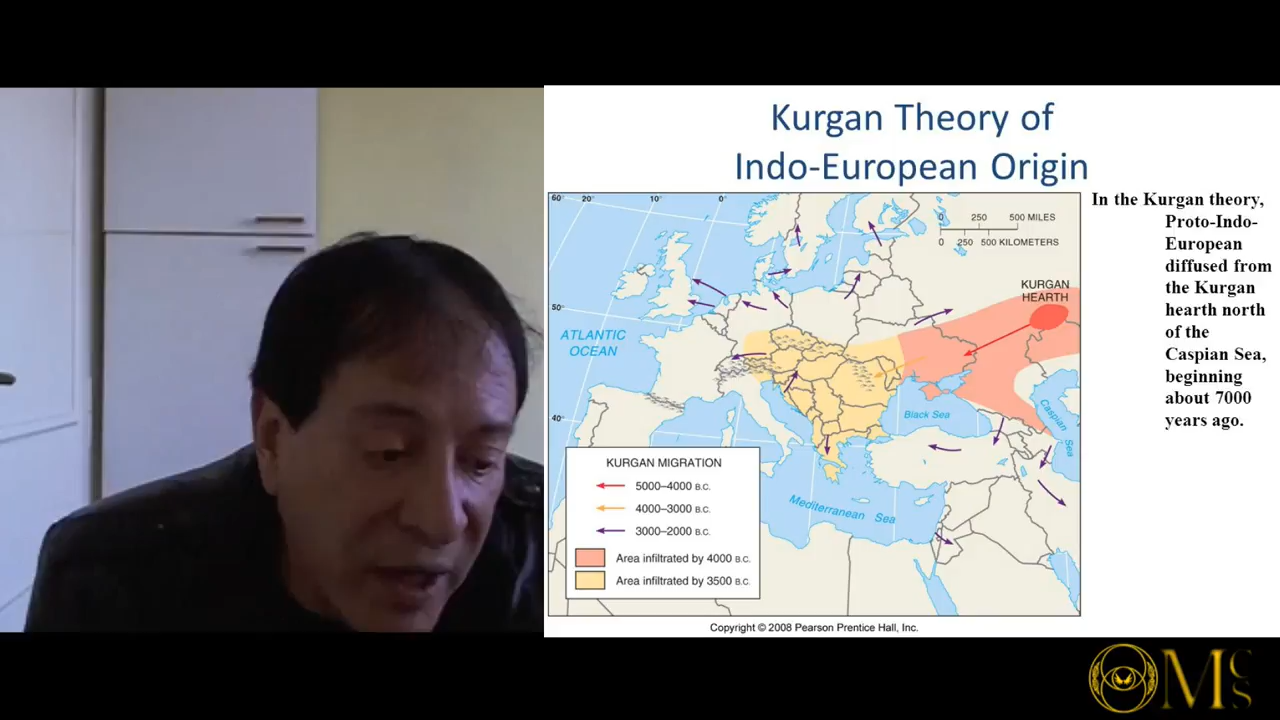 Kurgan Theory of
Indo-European Origin
60°
20°
10°
0°
0 250 500 MILES
0 250 500 KILOMETERS
In the Kurgan theory,
Proto-Indo-
European
diffused from
the Kurgan
hearth north
of the
Caspian Sea,
beginning
about 7000
years ago.
KURGAN
HEARTH
50°
ATLANTIC
OCEAN
40°
Black Sea
Caspian Sea
Mediterranean Sea
KURGAN MIGRATION
5000–4000 B.C.
4000–3000 B.C.
3000–2000 B.C.
Area infiltrated by 4000 B.C.
Area infiltrated by 3500 B.C.
Copyright © 2008 Pearson Prentice Hall, Inc.
OMCS